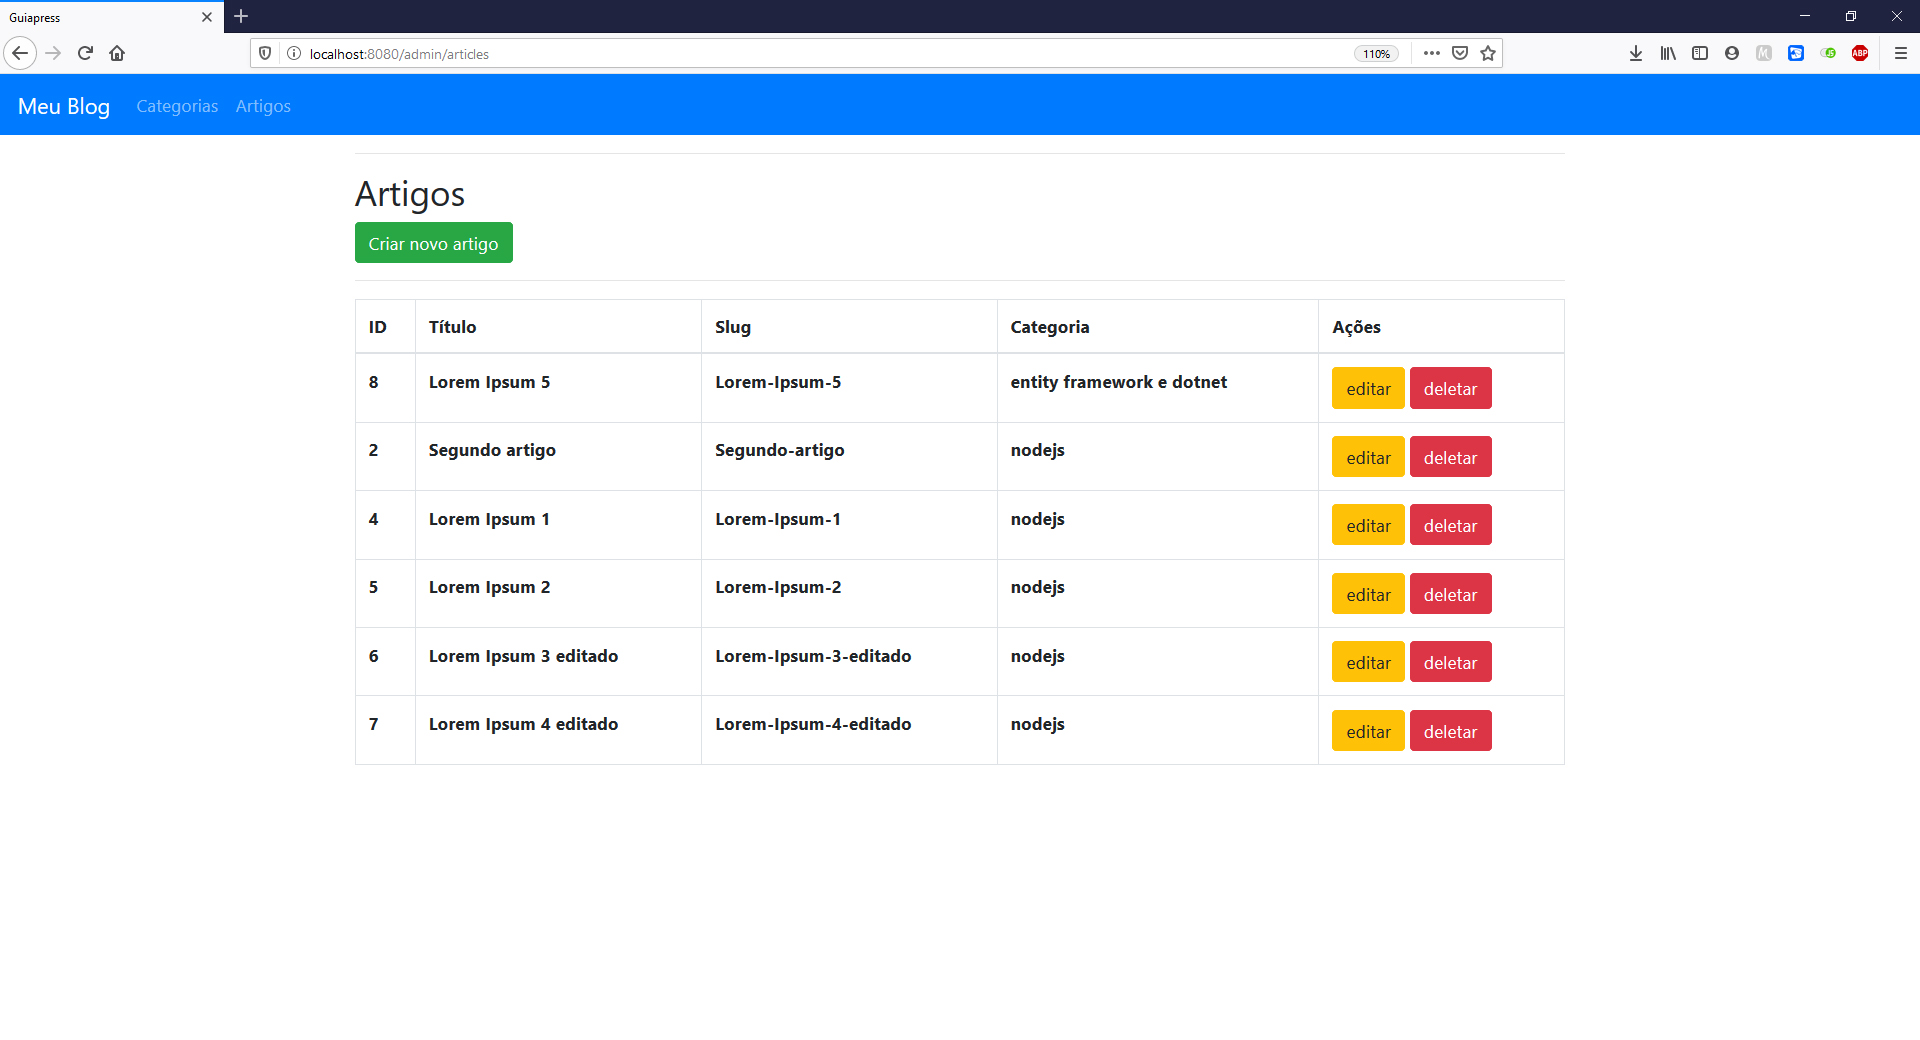 Guiapress
localhost:8080/admin/articles
110%
ABP
Meu Blog Categorias Artigos
Artigos
Criar novo artigo
ID Título Slug Categoria Ações
8 Lorem Ipsum 5 Lorem-Ipsum-5 entity framework e dotnet editar deletar
2 Segundo artigo Segundo-artigo nodejs editar deletar
4 Lorem Ipsum 1 Lorem-Ipsum-1 nodejs editar deletar
5 Lorem Ipsum 2 Lorem-Ipsum-2 nodejs editar deletar
6 Lorem Ipsum 3 editado Lorem-Ipsum-3-editado nodejs editar deletar
7 Lorem Ipsum 4 editado Lorem-Ipsum-4-editado nodejs editar deletar